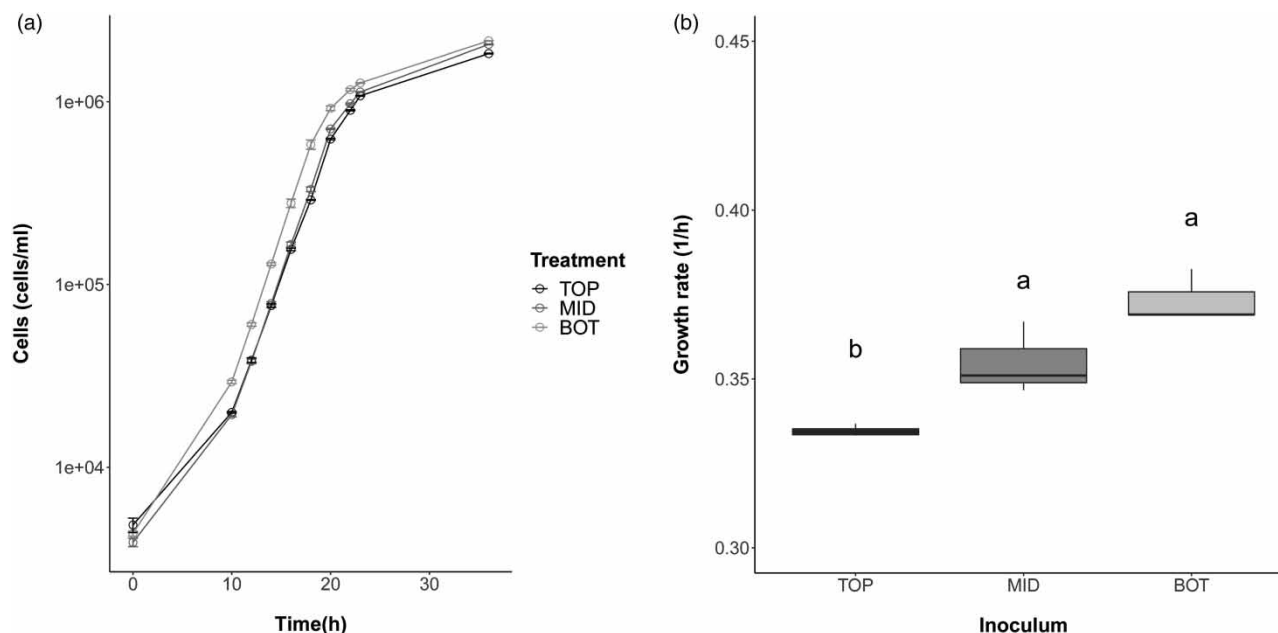 (a)
Cells (cells/ml)
1e+06
1e+05
1e+04
0
10
20
30
Time(h)
Treatment
TOP
MID
BOT
(b)
Growth rate (1/h)
0.45
0.40
0.35
0.30
b
a
a
TOP
MID
BOT
Inoculum